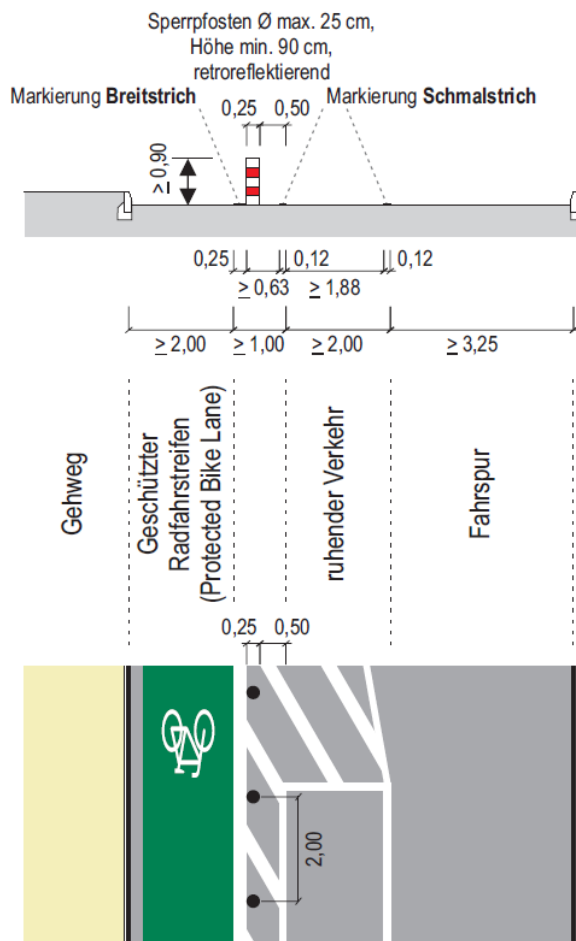 Sperrpfosten Ø max. 25 cm,
Höhe min. 90 cm,
retroreflektierend
Markierung Breitstrich
0,25
0,50
Markierung Schmalstrich
≥ 0,90
0,25
0,12
0,12
≥ 0,63
≥ 1,88
≥ 2,00
≥ 1,00
≥ 2,00
≥ 3,25
Gehweg
Geschützter
Radfahrstreifen
(Protected Bike Lane)
ruhender Verkehr
Fahrspur
0,25
0,50
2,00